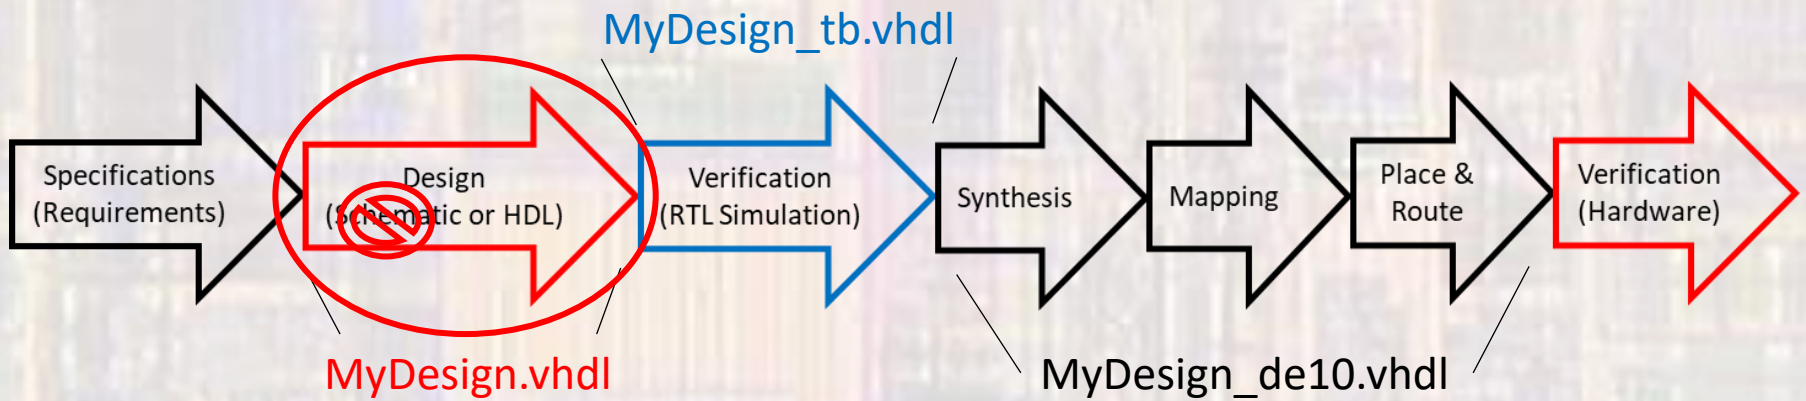 MyDesign_tb.vhdl
Specifications
(Requirements)
Design
(Schematic or HDL)
Verification
(RTL Simulation)
Synthesis
Mapping
Place &
Route
Verification
(Hardware)
MyDesign.vhdl
MyDesign_de10.vhdl